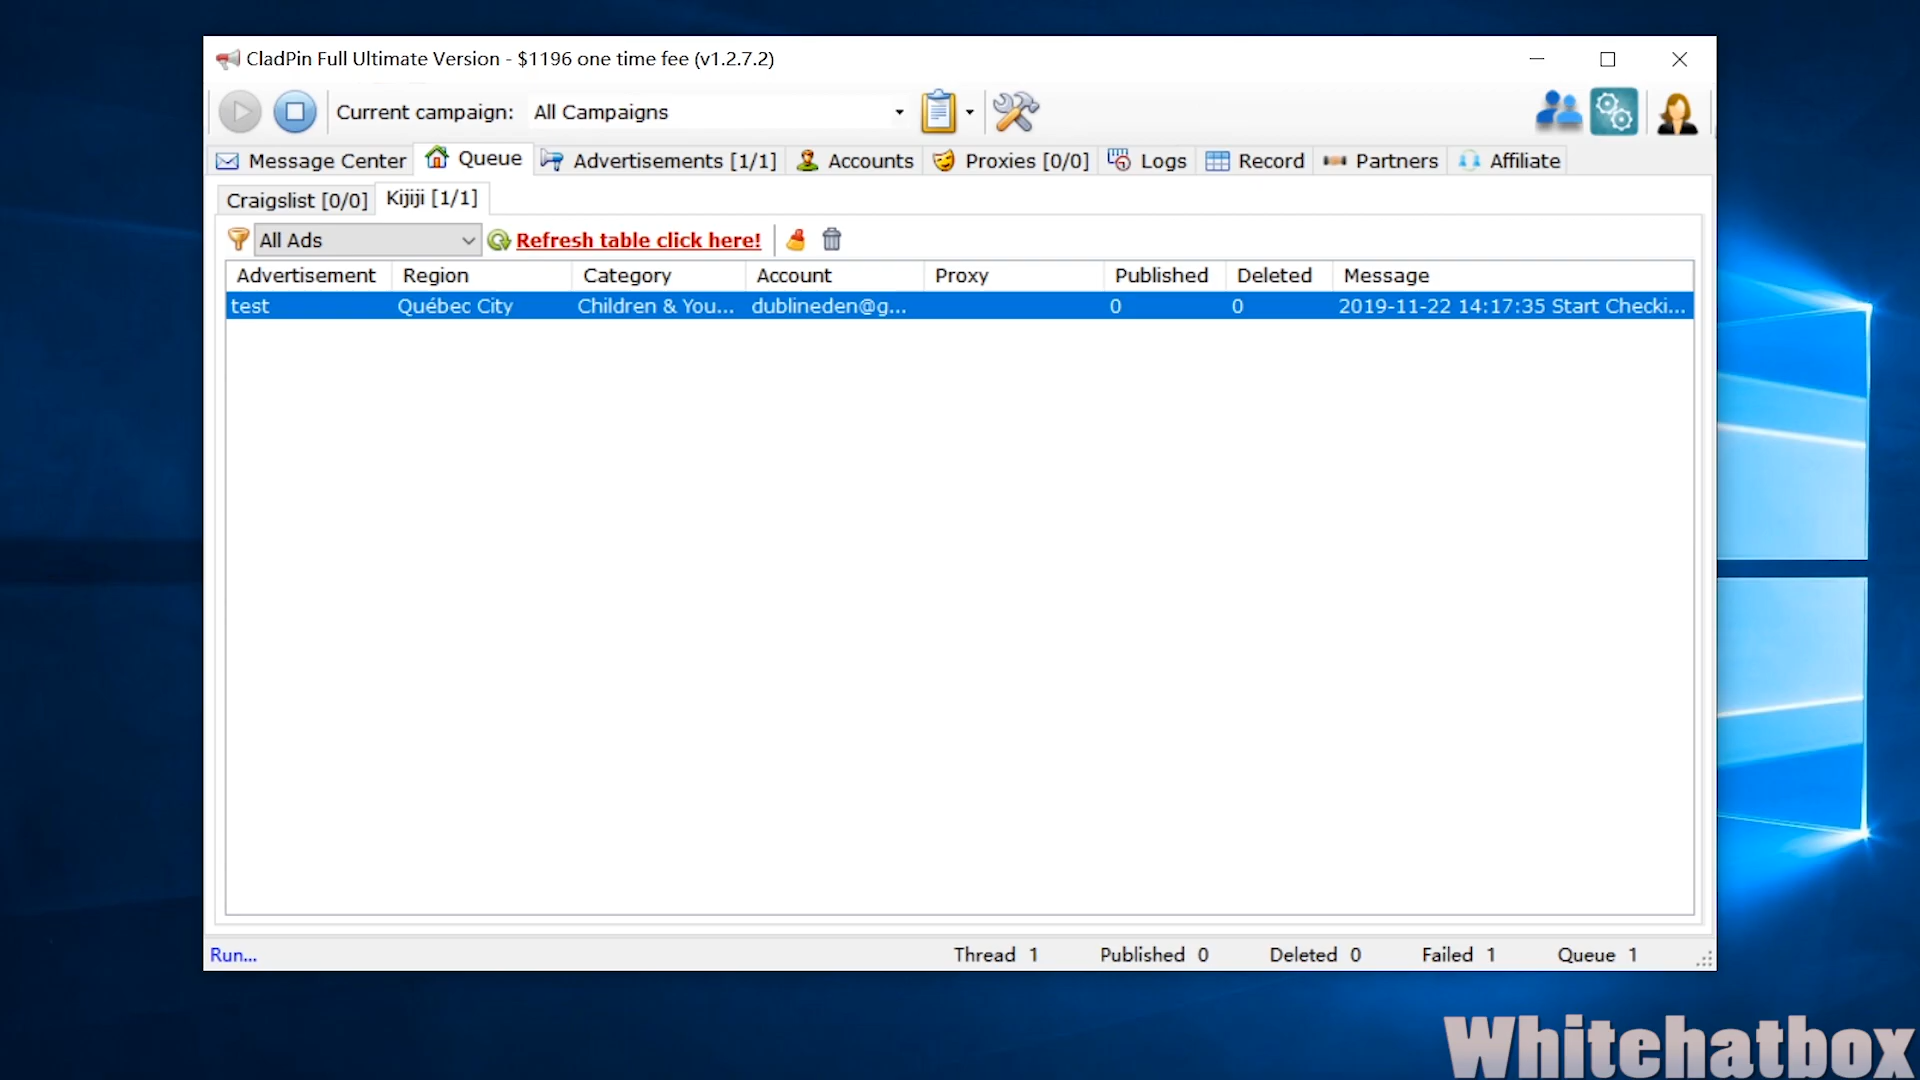 CladPin Full Ultimate Version - $1196 one time fee (v1.2.7.2)
Current campaign: All Campaigns
Message Center Queue Advertisements [1/1] Accounts Proxies [0/0] Logs Record Partners Affiliate
Craigslist [0/0] Kijiji [1/1]
All Ads Refresh table click here!
Advertisement Region Category Account Proxy Published Deleted Message
test Québec City Children & You... dublineden@g... 0 0 2019-11-22 14:17:35 Start Checki...
Run... Thread 1 Published 0 Deleted 0 Failed 1 Queue 1
Whitehatbox